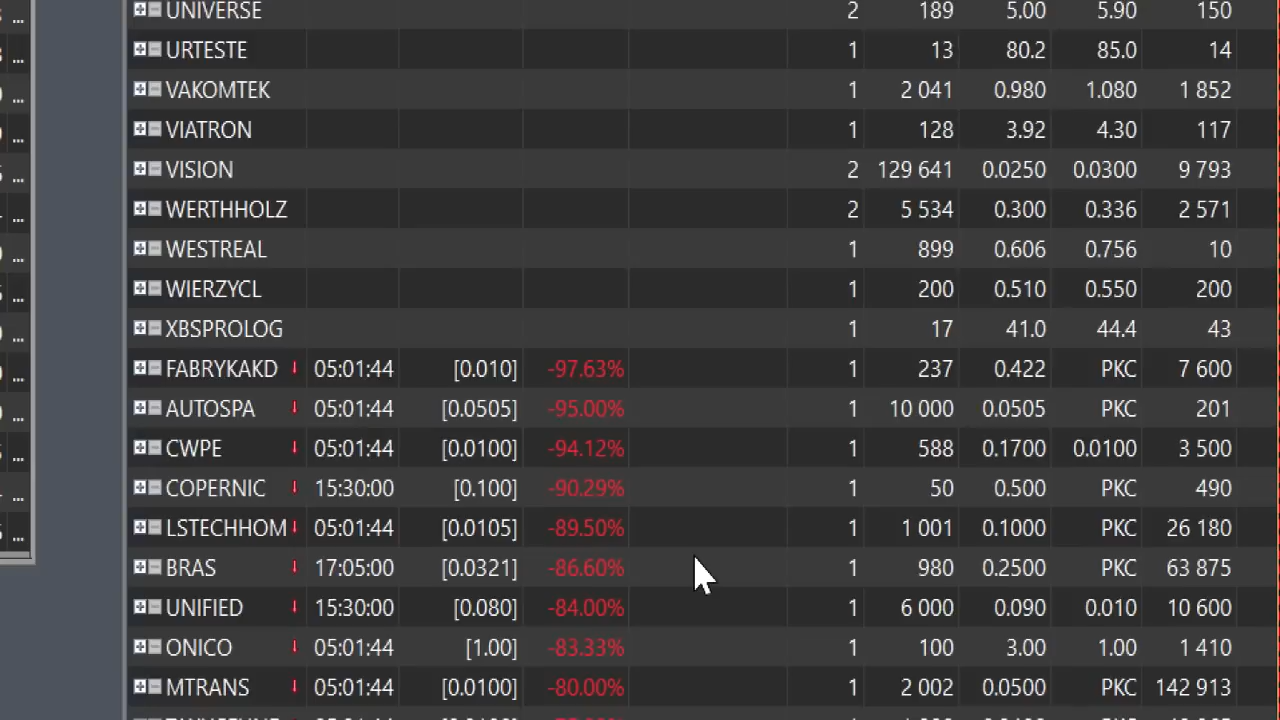 UNIVERSE 2 189 5.00 5.90 150
URTESTE 1 13 80.2 85.0 14
VAKOMTEK 1 2 041 0.980 1.080 1 852
VIATRON 1 128 3.92 4.30 117
VISION 2 129 641 0.0250 0.0300 9 793
WERTHHOLZ 2 5 534 0.300 0.336 2 571
WESTREAL 1 899 0.606 0.756 10
WIERZYCL 1 200 0.510 0.550 200
XBSPROLOG 1 17 41.0 44.4 43
FABRYKAKD 05:01:44 [0.010] -97.63% 1 237 0.422 PKC 7 600
AUTOSPA 05:01:44 [0.0505] -95.00% 1 10 000 0.0505 PKC 201
CWPE 05:01:44 [0.0100] -94.12% 1 588 0.1700 0.0100 3 500
COPERNIC 15:30:00 [0.100] -90.29% 1 50 0.500 PKC 490
LSTECHHOM 05:01:44 [0.0105] -89.50% 1 1 001 0.1000 PKC 26 180
BRAS 17:05:00 [0.0321] -86.60% 1 980 0.2500 PKC 63 875
UNIFIED 15:30:00 [0.080] -84.00% 1 6 000 0.090 0.010 10 600
ONICO 05:01:44 [1.00] -83.33% 1 100 3.00 1.00 1 410
MTRANS 05:01:44 [0.0100] -80.00% 1 2 002 0.0500 PKC 142 913